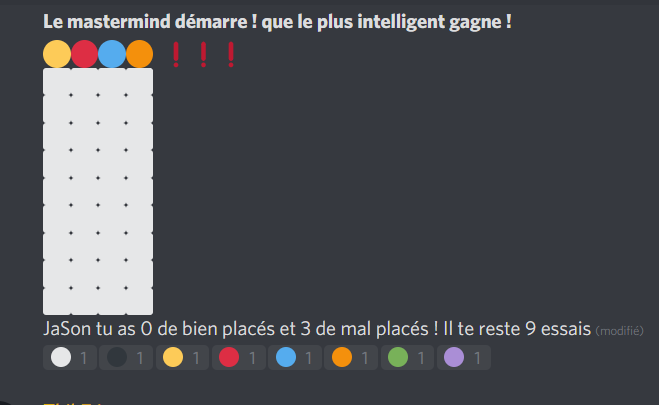 Le mastermind démarre ! que le plus intelligent gagne !
❗❗❗
JaSon tu as 0 de bien placés et 3 de mal placés ! Il te reste 9 essais (modifié)
1 1 1 1 1 1 1 1